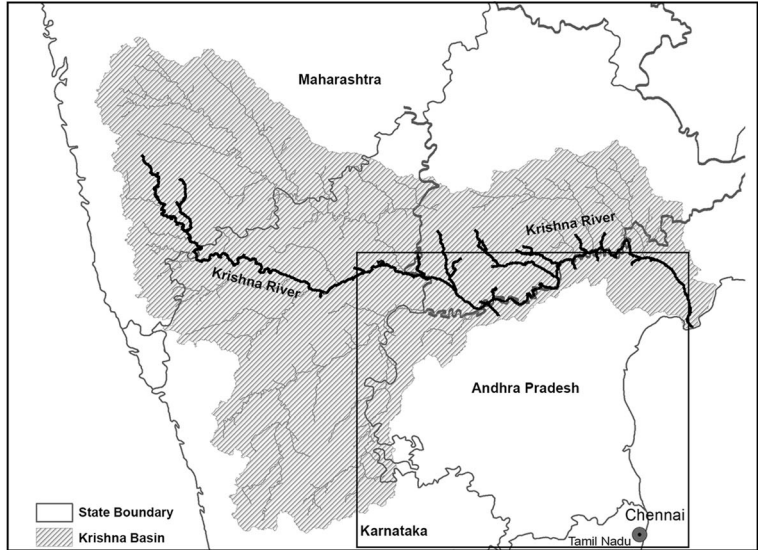 Maharashtra
Krishna River
Krishna River
Andhra Pradesh
State Boundary
Krishna Basin
Karnataka
Chennai
Tamil Nadu